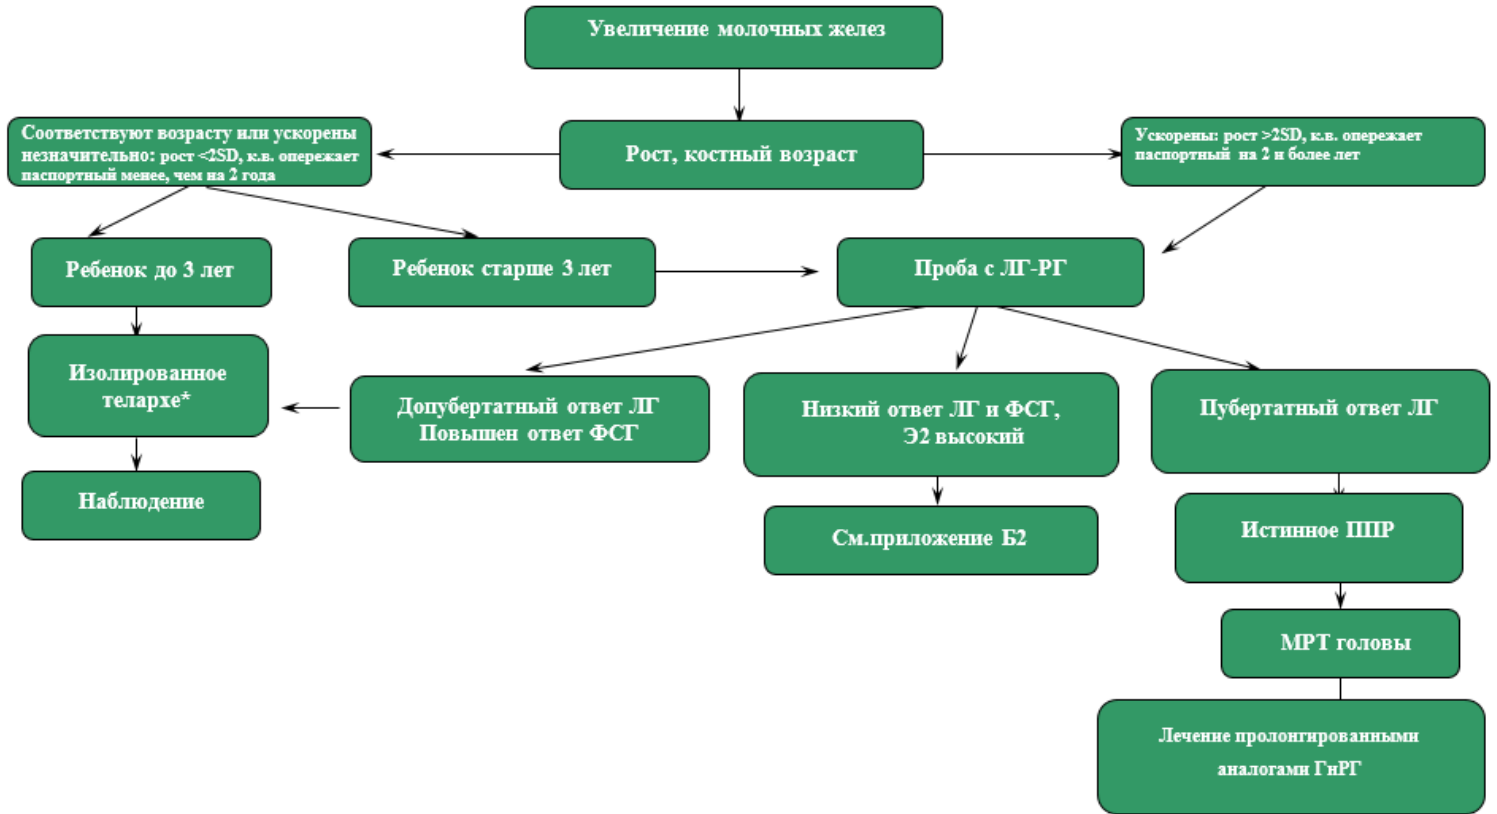 Увеличение молочных желез
Соответствуют возрасту или ускорены
незначительно: рост <2SD, к.в. опережает
паспортный менее, чем на 2 года
Рост, костный возраст
Ускорены: рост >2SD, к.в. опережает
паспортный на 2 и более лет
Ребенок до 3 лет
Ребенок старше 3 лет
Проба с ЛГ-РГ
Изолированное
телархе*
Допубертатный ответ ЛГ
Повышен ответ ФСГ
Низкий ответ ЛГ и ФСГ,
Э2 высокий
Пубертатный ответ ЛГ
Наблюдение
См.приложение Б2
Истинное ППР
МРТ головы
Лечение пролонгированными
аналогами ГнРГ